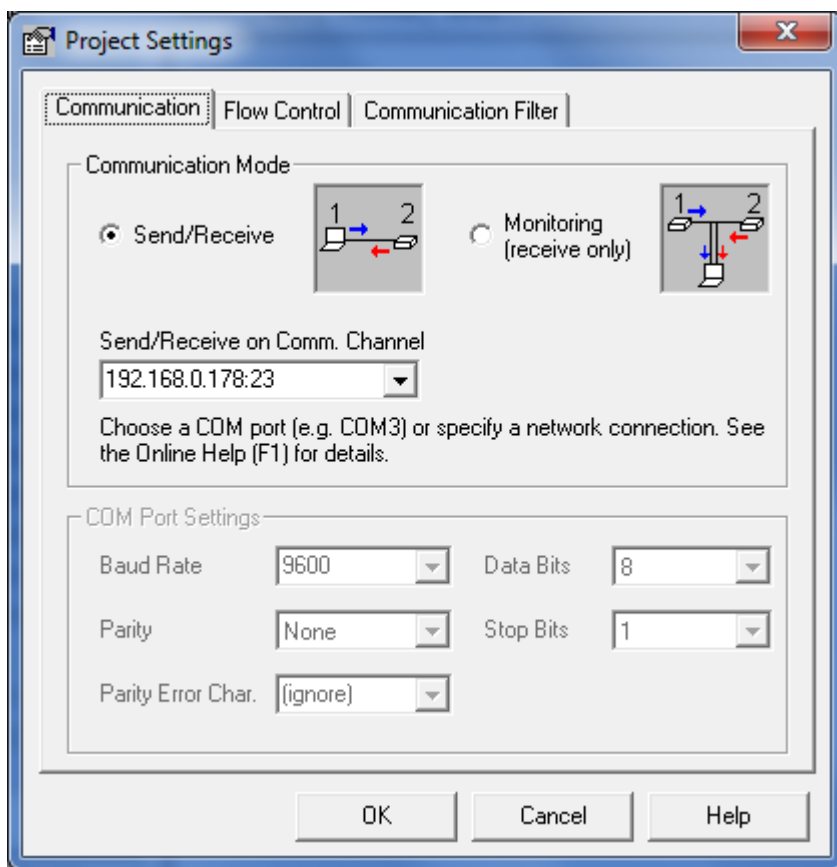 Project Settings
Communication Flow Control Communication Filter
Communication Mode
Send/Receive
1 2
Monitoring
(receive only)
1 2
Send/Receive on Comm. Channel
192.168.0.178:23
Choose a COM port (e.g. COM3) or specify a network connection. See
the Online Help (F1) for details.
COM Port Settings
Baud Rate 9600 Data Bits 8
Parity None Stop Bits 1
Parity Error Char. (ignore)
OK Cancel Help